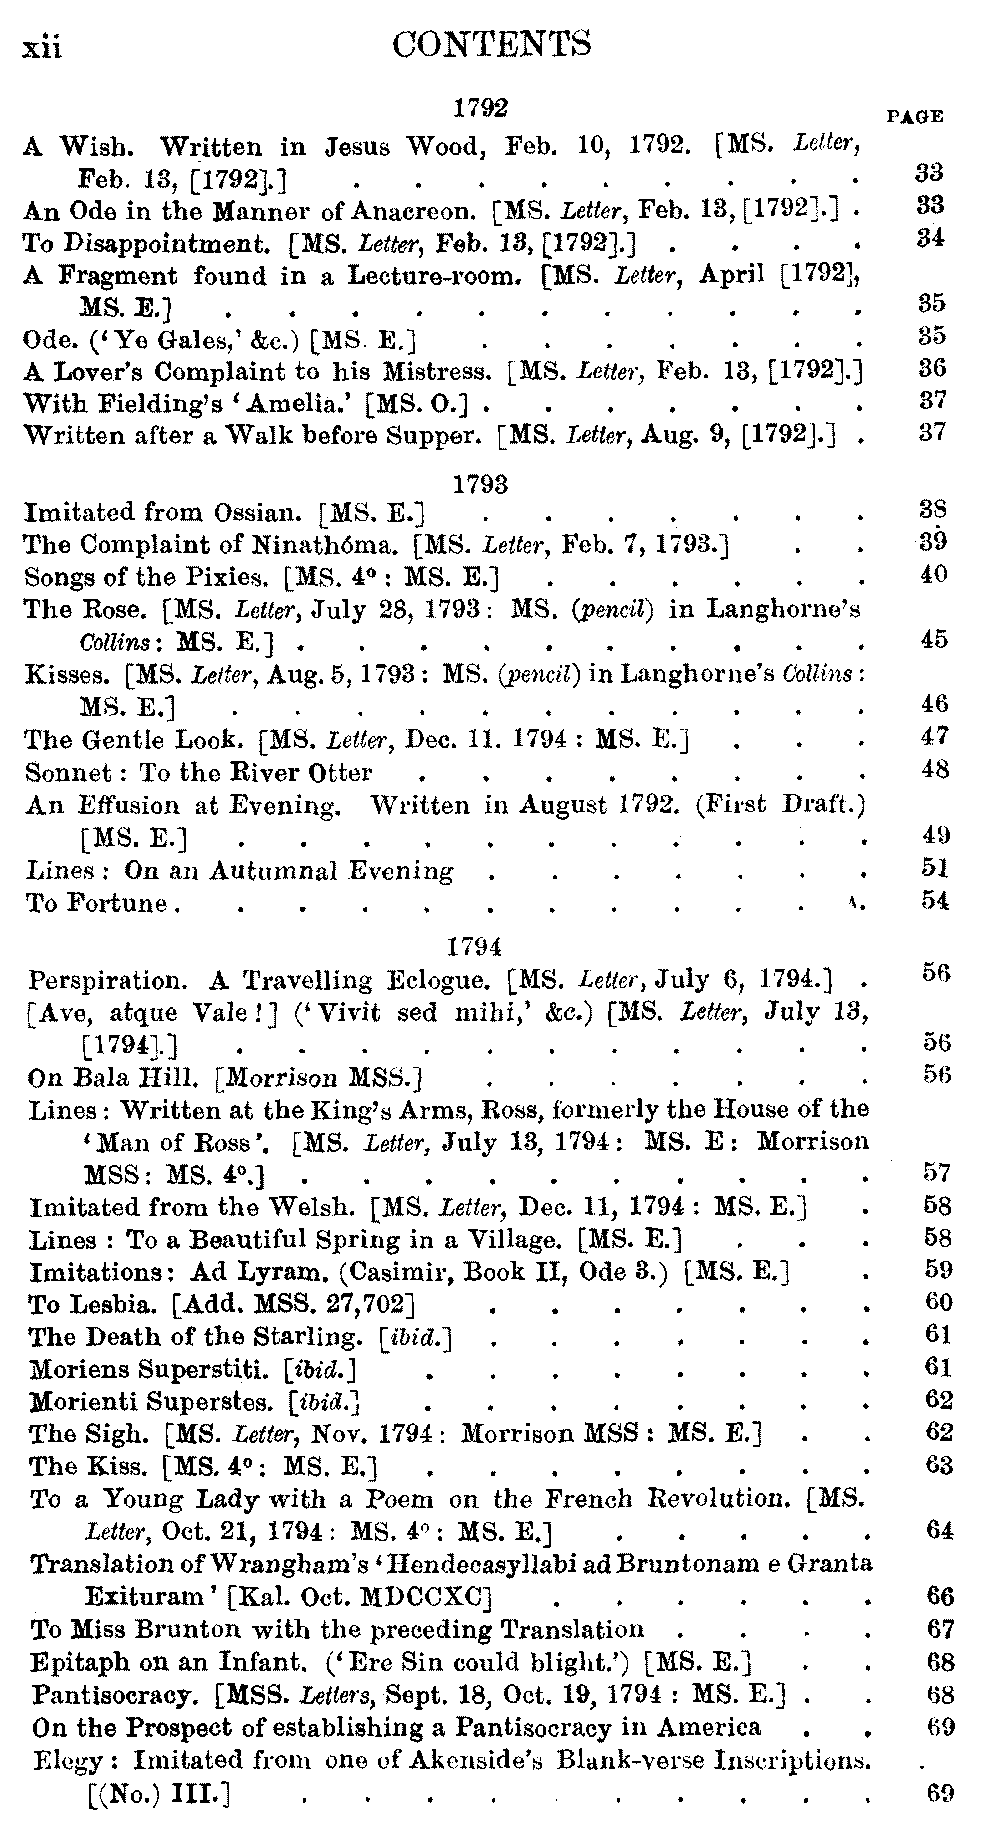 xii CONTENTS
1792
PAGE
A Wish. Written in Jesus Wood, Feb. 10, 1792. [MS. Letter,
Feb. 13, [1792].] . . . . . . . . . 33
An Ode in the Manner of Anacreon. [MS. Letter, Feb. 13, [1792].] . 33
To Disappointment. [MS. Letter, Feb. 13, [1792].] . . . . 34
A Fragment found in a Lecture-room. [MS. Letter, April [1792],
MS. E.] . . . . . . . . . . . 35
Ode. (‘Ye Gales,’ &c.) [MS. E.] . . . . . . . 35
A Lover's Complaint to his Mistress. [MS. Letter, Feb. 13, [1792].] 36
With Fielding's ‘Amelia.’ [MS. O.] . . . . . . . 37
Written after a Walk before Supper. [MS. Letter, Aug. 9, [1792].] . 37
1793
Imitated from Ossian. [MS. E.] . . . . . . . 38
The Complaint of Ninathóma. [MS. Letter, Feb. 7, 1793.] . . 39
Songs of the Pixies. [MS. 4º : MS. E.] . . . . . . 40
The Rose. [MS. Letter, July 28, 1793 : MS. (pencil) in Langhorne's
Collins : MS. E.] . . . . . . . . . . 45
Kisses. [MS. Letter, Aug. 5, 1793 : MS. (pencil) in Langhorne's Collins :
MS. E.] . . . . . . . . . . . 46
The Gentle Look. [MS. Letter, Dec. 11. 1794 : MS. E.] . . . 47
Sonnet : To the River Otter . . . . . . . . 48
An Effusion at Evening. Written in August 1792. (First Draft.)
[MS. E.] . . . . . . . . . . . 49
Lines : On an Autumnal Evening . . . . . . . 51
To Fortune . . . . . . . . . . . . 54
1794
Perspiration. A Travelling Eclogue. [MS. Letter, July 6, 1794.] . 56
[Ave, atque Vale!] (‘Vivit sed mihi,’ &c.) [MS. Letter, July 13,
[1794].] . . . . . . . . . . . 56
On Bala Hill. [Morrison MSS.] . . . . . . . 56
Lines : Written at the King's Arms, Ross, formerly the House of the
‘Man of Ross’. [MS. Letter, July 13, 1794 : MS. E : Morrison
MSS : MS. 4º.] . . . . . . . . . . 57
Imitated from the Welsh. [MS. Letter, Dec. 11, 1794 : MS. E.] . 58
Lines : To a Beautiful Spring in a Village. [MS. E.] . . . 58
Imitations : Ad Lyram. (Casimir, Book II, Ode 3.) [MS. E.] . 59
To Lesbia. [Add. MSS. 27,702] . . . . . . . 60
The Death of the Starling. [ibid.] . . . . . . . 61
Moriens Superstiti. [ibid.] . . . . . . . . 61
Morienti Superstes. [ibid.] . . . . . . . . 62
The Sigh. [MS. Letter, Nov. 1794 : Morrison MSS : MS. E.] . . 62
The Kiss. [MS. 4º : MS. E.] . . . . . . . . 63
To a Young Lady with a Poem on the French Revolution. [MS.
Letter, Oct. 21, 1794 : MS. 4º : MS. E.] . . . . . 64
Translation of Wrangham's ‘Hendecasyllabi ad Bruntonam e Granta
Exituram’ [Kal. Oct. MDCCXC] . . . . . . 66
To Miss Brunton with the preceding Translation . . . . 67
Epitaph on an Infant. (‘Ere Sin could blight.’) [MS. E.] . . 68
Pantisocracy. [MSS. Letters, Sept. 18, Oct. 19, 1794 : MS. E.] . . 68
On the Prospect of establishing a Pantisocracy in America . . 69
Elegy : Imitated from one of Akenside's Blank-verse Inscriptions.
[(No.) III.] . . . . . . . . . 69